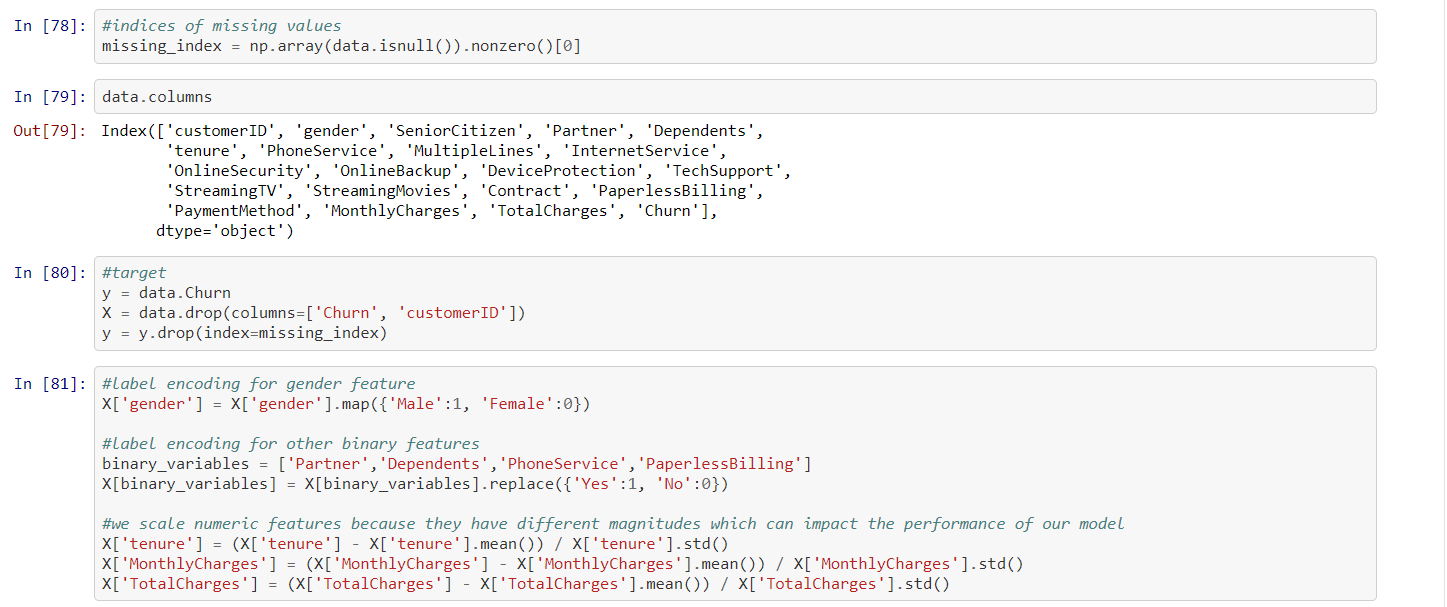 In [78]: #indices of missing values
missing_index = np.array(data.isnull()).nonzero()[0]
In [79]: data.columns
Out[79]: Index(['customerID', 'gender', 'SeniorCitizen', 'Partner', 'Dependents',
'tenure', 'PhoneService', 'MultipleLines', 'InternetService',
'OnlineSecurity', 'OnlineBackup', 'DeviceProtection', 'TechSupport',
'StreamingTV', 'StreamingMovies', 'Contract', 'PaperlessBilling',
'PaymentMethod', 'MonthlyCharges', 'TotalCharges', 'Churn'],
dtype='object')
In [80]: #target
y = data.Churn
X = data.drop(columns=['Churn', 'customerID'])
y = y.drop(index=missing_index)
In [81]: #label encoding for gender feature
X['gender'] = X['gender'].map({'Male':1, 'Female':0})
#label encoding for other binary features
binary_variables = ['Partner','Dependents','PhoneService','PaperlessBilling']
X[binary_variables] = X[binary_variables].replace({'Yes':1, 'No':0})
#we scale numeric features because they have different magnitudes which can impact the performance of our model
X['tenure'] = (X['tenure'] - X['tenure'].mean()) / X['tenure'].std()
X['MonthlyCharges'] = (X['MonthlyCharges'] - X['MonthlyCharges'].mean()) / X['MonthlyCharges'].std()
X['TotalCharges'] = (X['TotalCharges'] - X['TotalCharges'].mean()) / X['TotalCharges'].std()